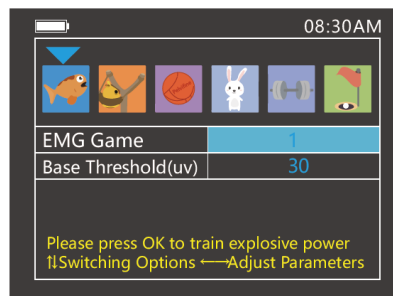 08:30AM
EMG Game 1
Base Threshold(uv) 30
Please press OK to train explosive power
⇅Switching Options ←→Adjust Parameters